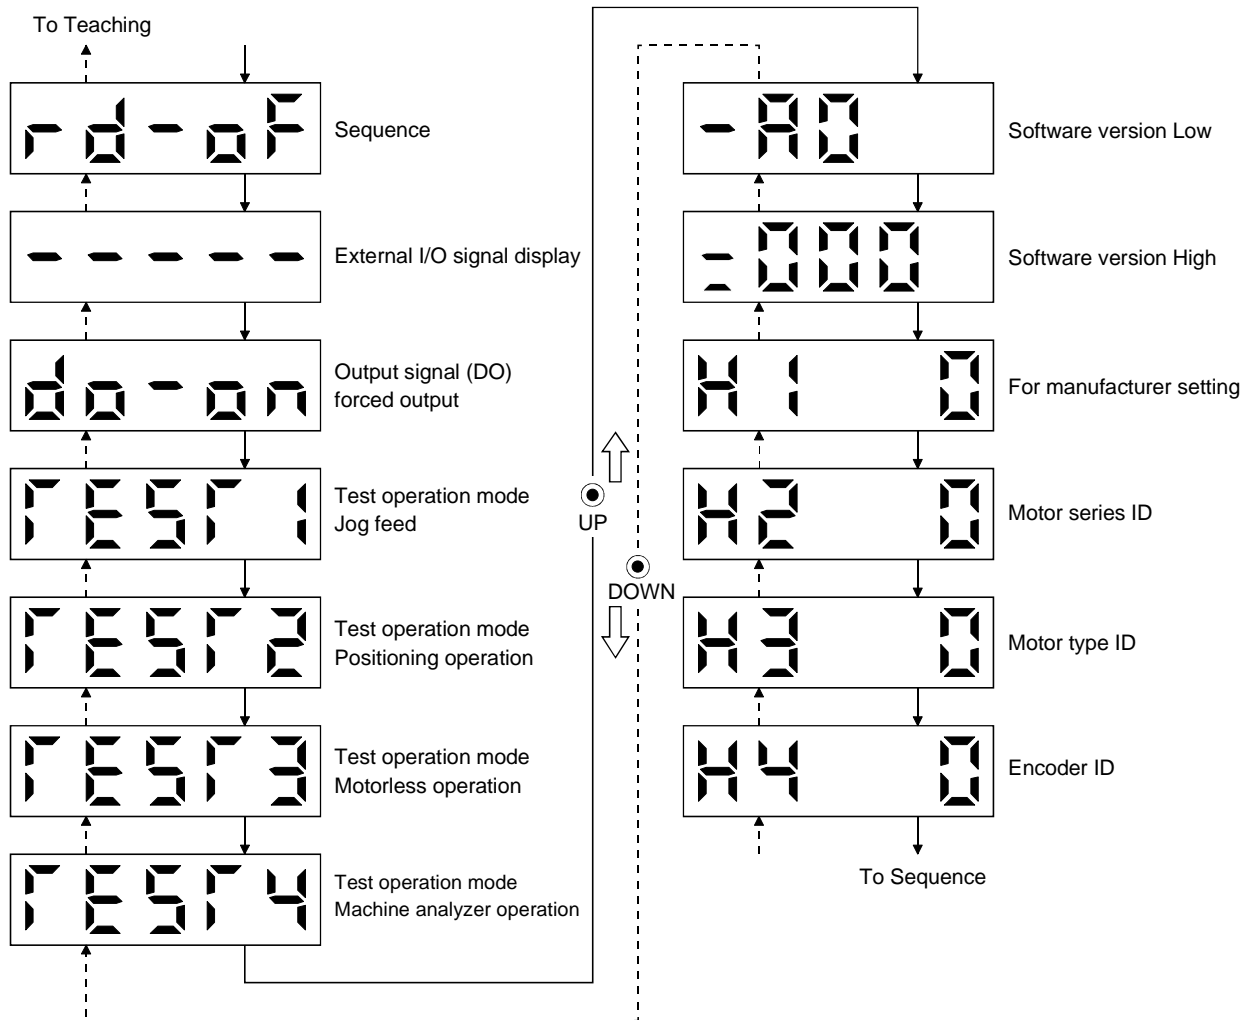 To Teaching
rd-oF
Sequence
-----
External I/O signal display
do-on
Output signal (DO)
forced output
TEST1
Test operation mode
Jog feed
TEST2
Test operation mode
Positioning operation
TEST3
Test operation mode
Motorless operation
TEST4
Test operation mode
Machine analyzer operation
UP
DOWN
-A0
Software version Low
=000
Software version High
H1 0
For manufacturer setting
H2 0
Motor series ID
H3 0
Motor type ID
H4 0
Encoder ID
To Sequence